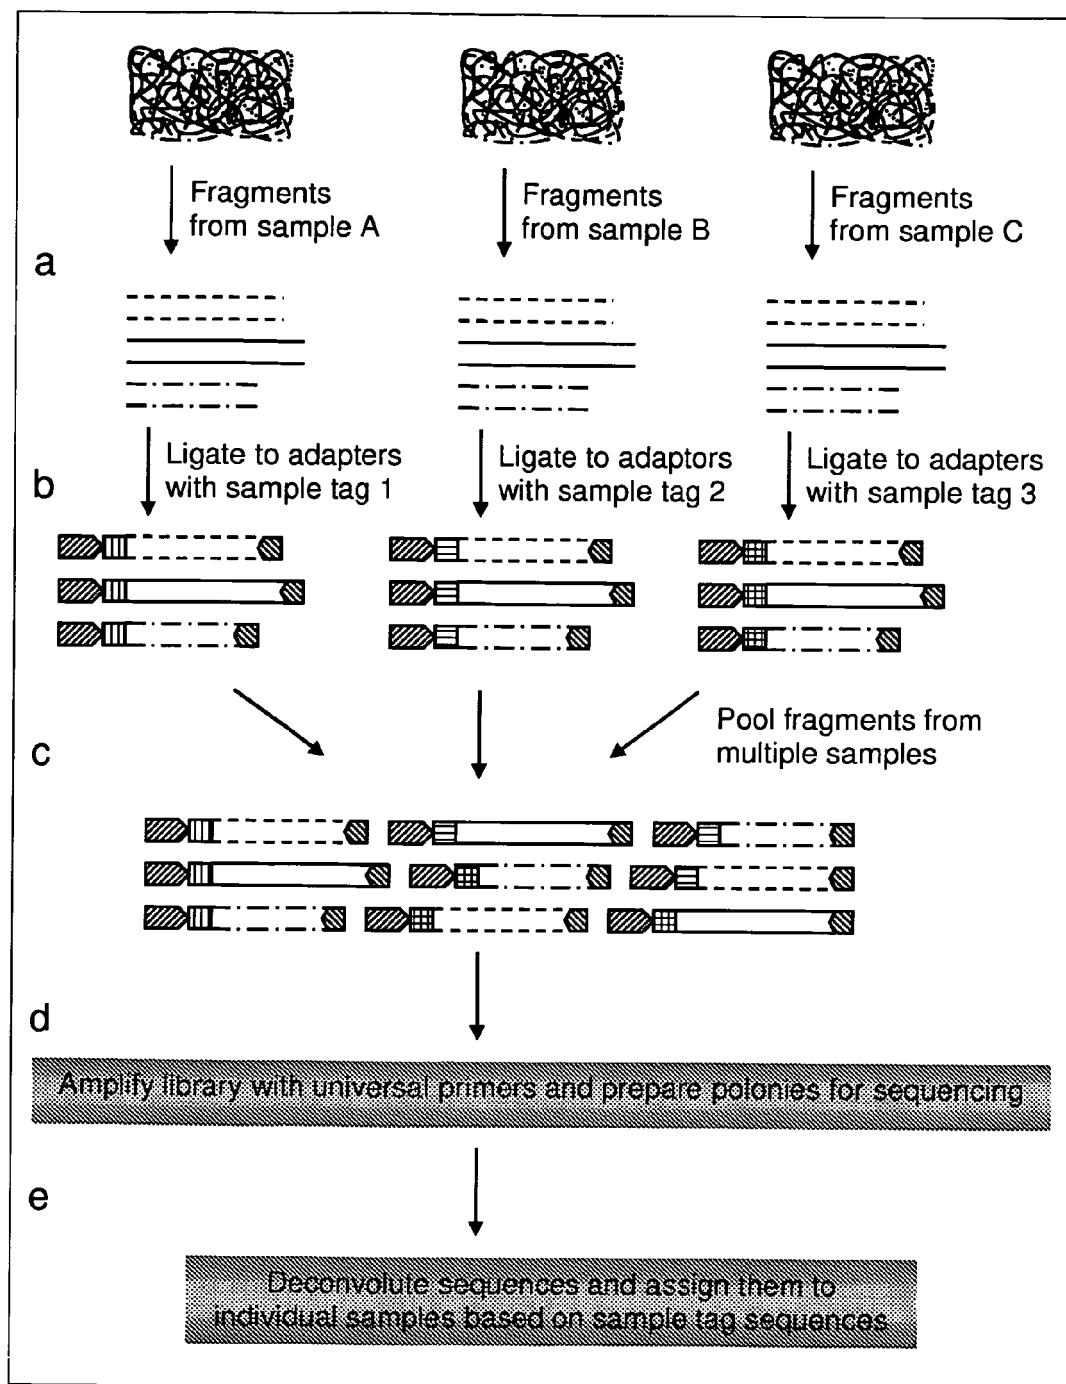 Fragments
from sample A
Fragments
from sample B
Fragments
from sample C
a
Ligate to adapters
with sample tag 1
Ligate to adaptors
with sample tag 2
Ligate to adapters
with sample tag 3
b
Pool fragments from
multiple samples
c
d
Amplify library with universal primers and prepare polonies for sequencing
e
Deconvolute sequences and assign them to
individual samples based on sample tag sequences